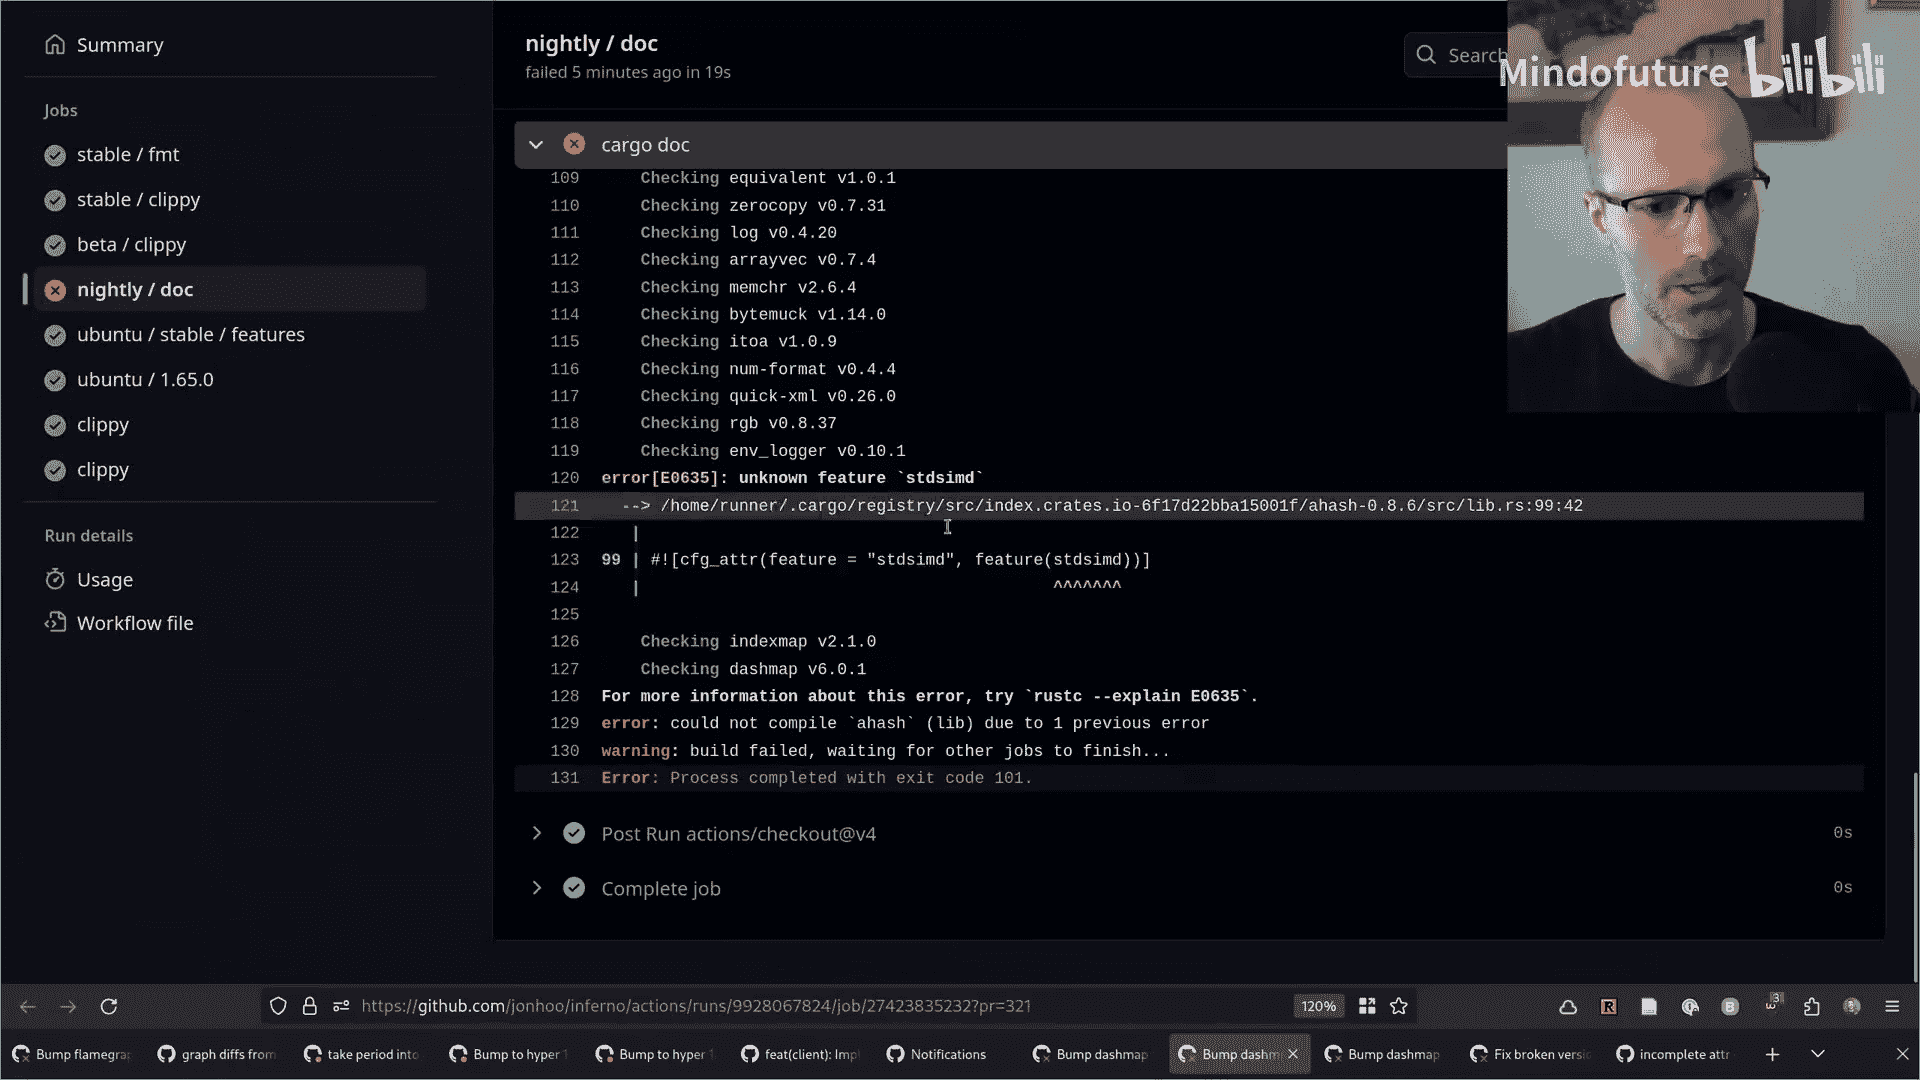 Summary
Jobs
stable / fmt
stable / clippy
beta / clippy
nightly / doc
ubuntu / stable / features
ubuntu / 1.65.0
clippy
clippy
Run details
Usage
Workflow file
nightly / doc
failed 5 minutes ago in 19s
Search
Mindofuture bilibili
cargo doc
109 Checking equivalent v1.0.1
110 Checking zerocopy v0.7.31
111 Checking log v0.4.20
112 Checking arrayvec v0.7.4
113 Checking memchr v2.6.4
114 Checking bytemuck v1.14.0
115 Checking itoa v1.0.9
116 Checking num-format v0.4.4
117 Checking quick-xml v0.26.0
118 Checking rgb v0.8.37
119 Checking env_logger v0.10.1
120 error[E0635]: unknown feature `stdsimd`
121 --> /home/runner/.cargo/registry/src/index.crates.io-6f17d22bba15001f/ahash-0.8.6/src/lib.rs:99:42
122 |
123 99 | #![cfg_attr(feature = "stdsimd", feature(stdsimd))]
124 | ^^^^^^^
125
126 Checking indexmap v2.1.0
127 Checking dashmap v6.0.1
128 For more information about this error, try `rustc --explain E0635`.
129 error: could not compile `ahash` (lib) due to 1 previous error
130 warning: build failed, waiting for other jobs to finish...
131 Error: Process completed with exit code 101.
Post Run actions/checkout@v4 0s
Complete job 0s
https://github.com/jonhoo/inferno/actions/runs/9928067824/job/27423835232?pr=321
120%
Bump flamegra
graph diffs from
take period into
Bump to hyper 1
Bump to hyper 1
feat(client): Impl
Notifications
Bump dashmap
Bump dashm
Bump dashmap
Fix broken versio
incomplete attr